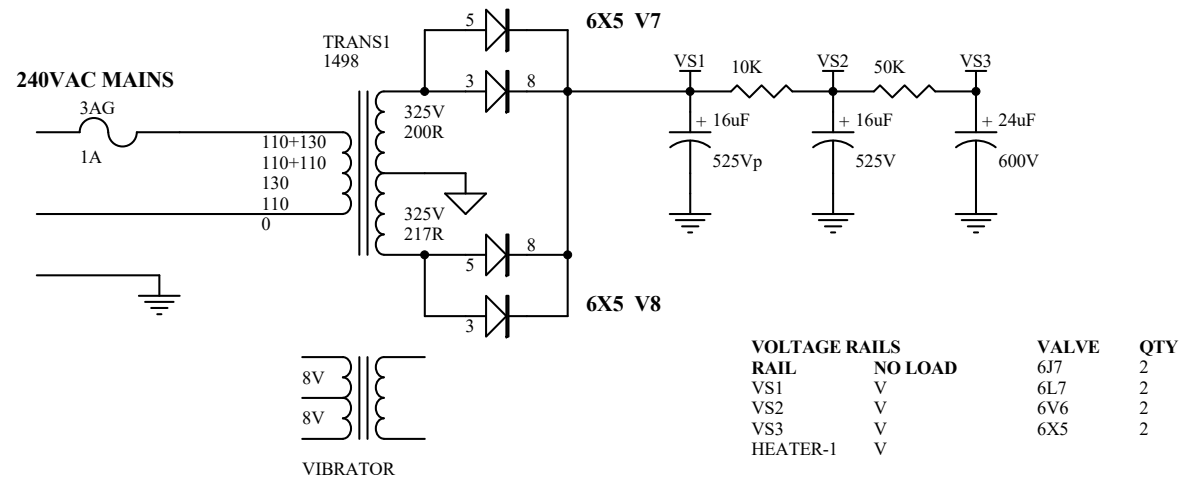 6X5 V7
5
TRANS1
1498
VS1
10K
VS2
50K
VS3
240VAC MAINS
3
8
3AG
325V
200R
+ 16uF
+ 16uF
+ 24uF
1A
110+130
110+110
130
110
0
525Vp
525V
600V
325V
217R
8
5
6X5 V8
3
VOLTAGE RAILS VALVE QTY
RAIL NO LOAD 6J7 2
VS1 V 6L7 2
VS2 V 6V6 2
VS3 V 6X5 2
HEATER-1 V
8V
8V
VIBRATOR